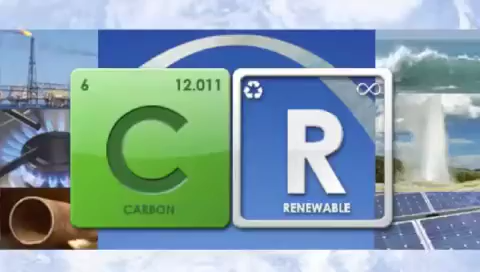 6 12.011
C
CARBON
∞
R
RENEWABLE